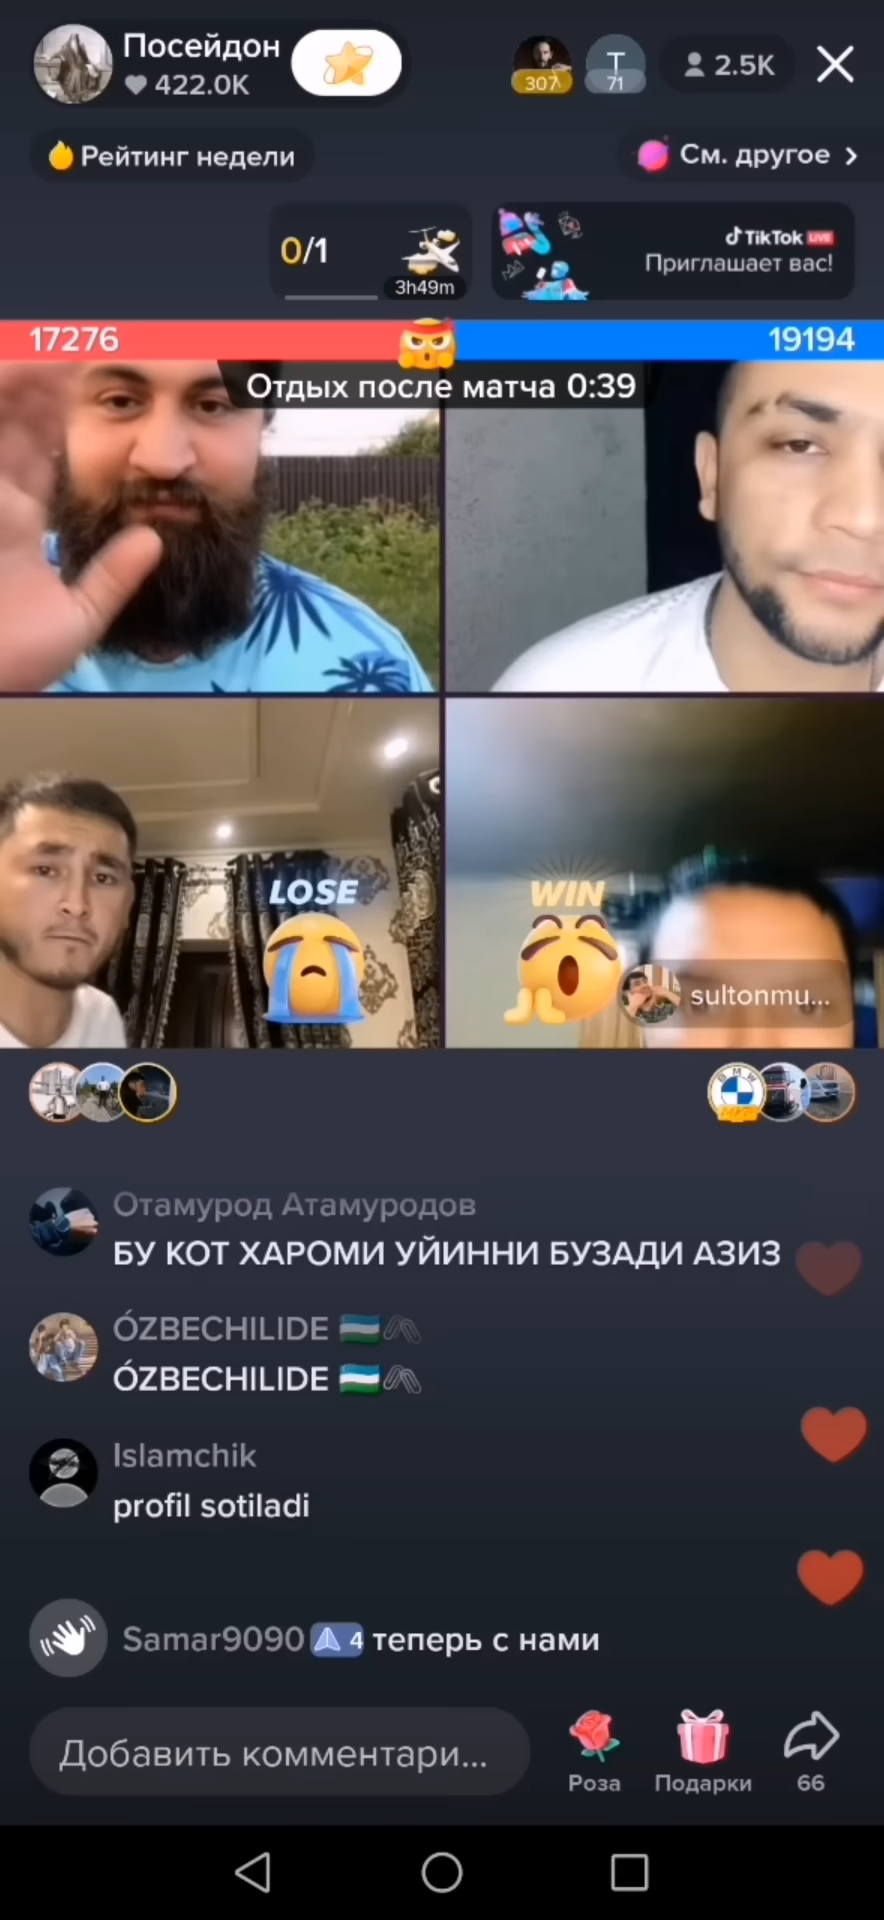 Посейдон
422.0K
307
T
71
2.5K
Рейтинг недели
См. другое
0/1
3h49m
TikTok LIVE
Приглашает вас!
17276
19194
Отдых после матча 0:39
LOSE
WIN
sultonmu...
BMW
Отамурод Атамуродов
БУ КОТ ХАРОМИ УЙИННИ БУЗАДИ АЗИЗ
ÓZBECHILIDE 🇺🇿🖇
ÓZBECHILIDE 🇺🇿🖇
Islamchik
profil sotiladi
Samar9090 4 теперь с нами
Добавить комментари...
Роза
Подарки
66